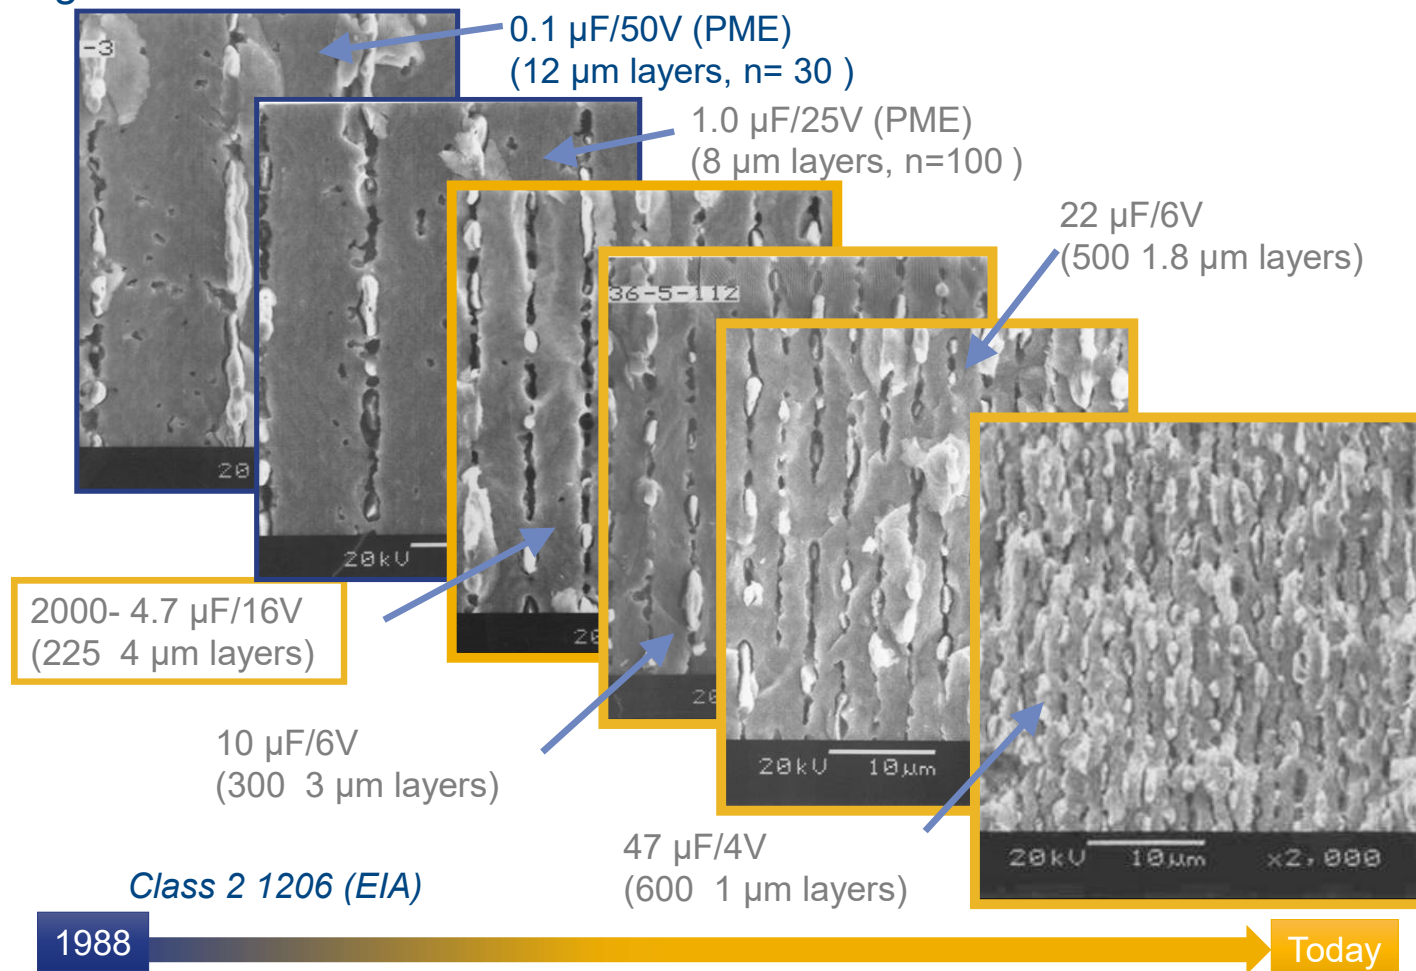 0.1 µF/50V (PME)
(12 µm layers, n= 30 )
-3
1.0 µF/25V (PME)
(8 µm layers, n=100 )
22 µF/6V
(500 1.8 µm layers)
36-5-112
20
20kV
2000- 4.7 µF/16V
(225 4 µm layers)
20
20
10 µF/6V
(300 3 µm layers)
20kV 10µm
47 µF/4V
(600 1 µm layers)
20kV 10µm x2,000
Class 2 1206 (EIA)
1988
Today